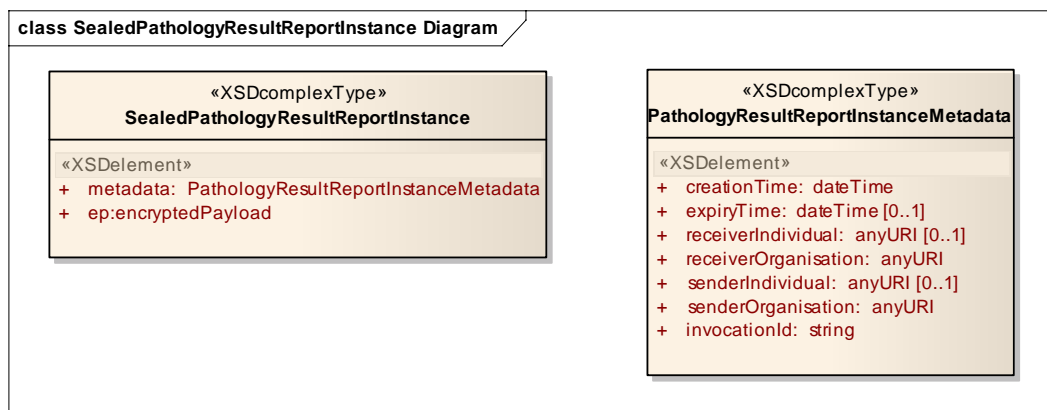 class SealedPathologyResultReportInstance Diagram
«XSDcomplexType»
SealedPathologyResultReportInstance
«XSDelement»
+ metadata: PathologyResultReportInstanceMetadata
+ ep:encryptedPayload
«XSDcomplexType»
PathologyResultReportInstanceMetadata
«XSDelement»
+ creationTime: dateTime
+ expiryTime: dateTime [0..1]
+ receiverIndividual: anyURI [0..1]
+ receiverOrganisation: anyURI
+ senderIndividual: anyURI [0..1]
+ senderOrganisation: anyURI
+ invocationId: string